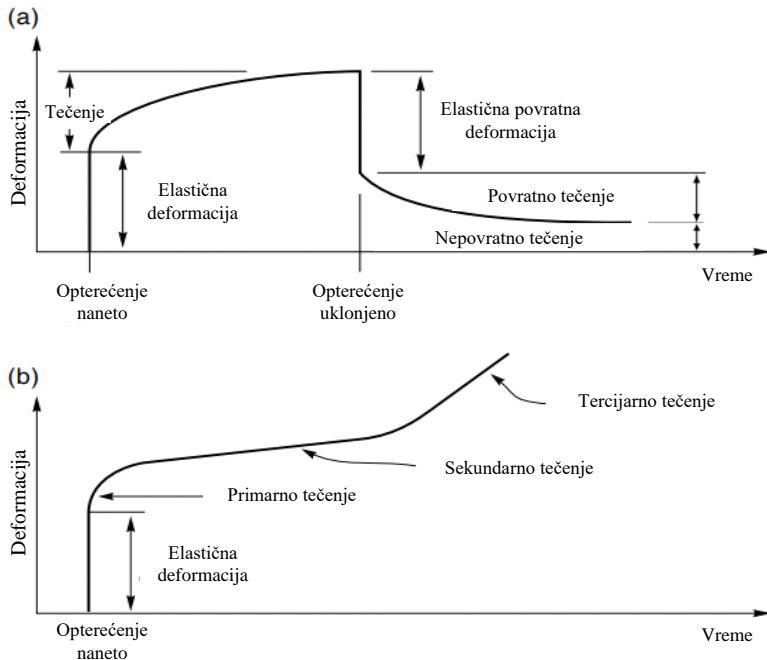 (a)
Deformacija
Tečenje
Elastična
deformacija
Elastična povratna
deformacija
Povratno tečenje
Nepovratno tečenje
Vreme
Opterećenje
naneto
Opterećenje
uklonjeno
(b)
Deformacija
Tercijarno tečenje
Sekundarno tečenje
Primarno tečenje
Elastična
deformacija
Vreme
Opterećenje
naneto